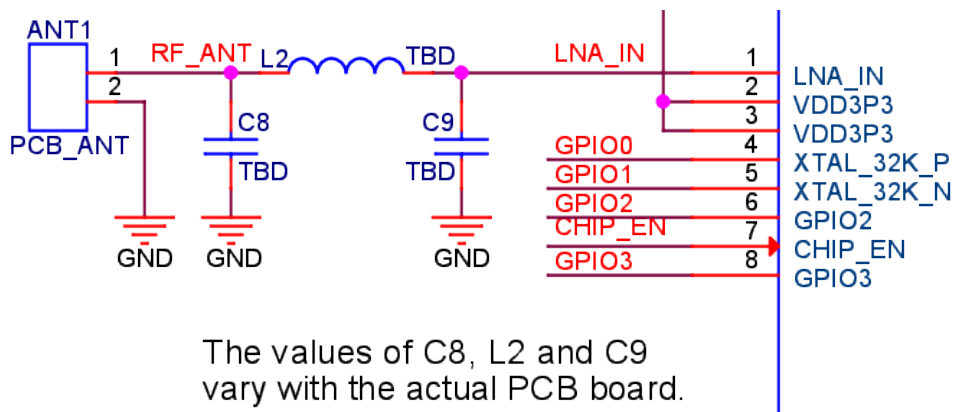 ANT1
1
2
PCB_ANT
RF_ANT
L2
TBD
LNA_IN
C8
TBD
C9
TBD
GND
GND
GND
1
2
3
4
5
6
7
8
GPIO0
GPIO1
GPIO2
CHIP_EN
GPIO3
LNA_IN
VDD3P3
VDD3P3
XTAL_32K_P
XTAL_32K_N
GPIO2
CHIP_EN
GPIO3
The values of C8, L2 and C9
vary with the actual PCB board.